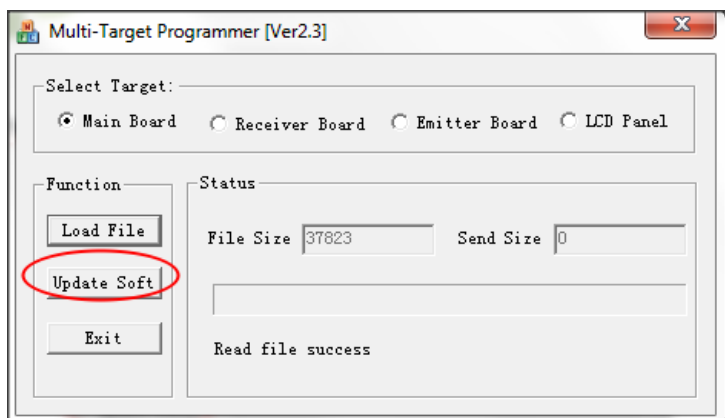 Multi-Target Programmer [Ver2.3]
Select Target:
Main Board Receiver Board Emitter Board LCD Panel
Function
Status
Load File
File Size 37823 Send Size 0
Update Soft
Exit
Read file success